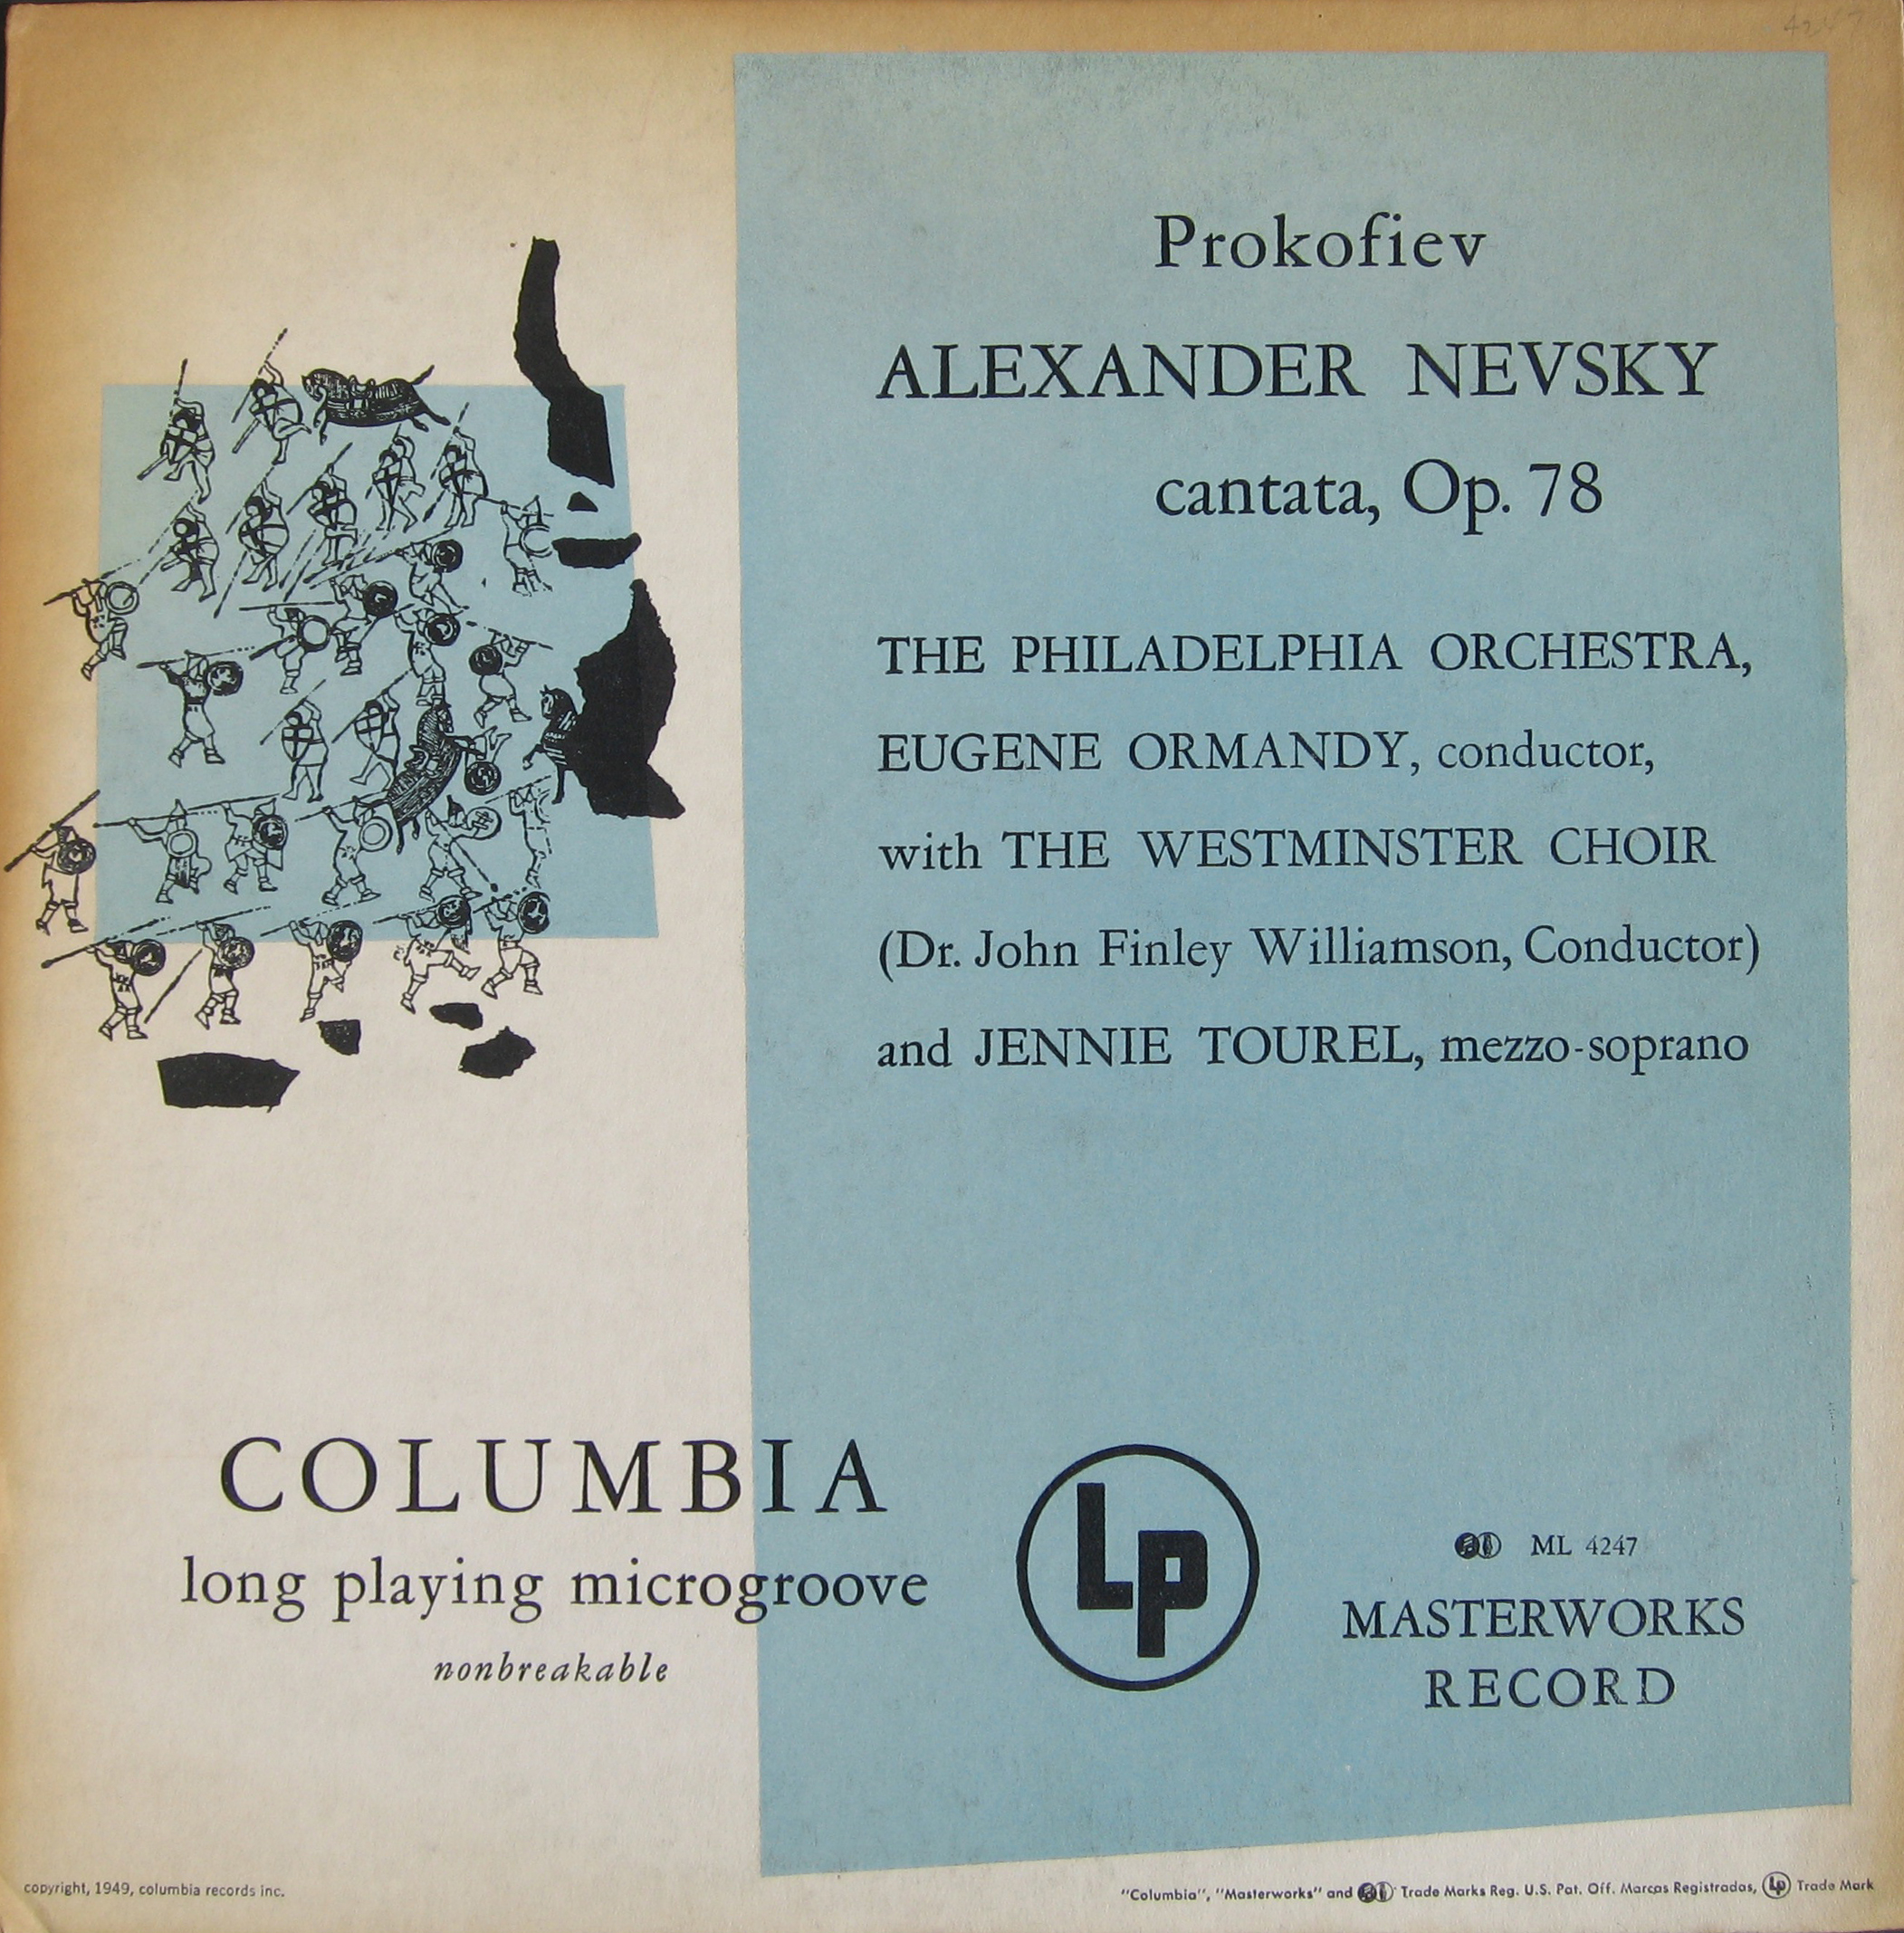 4247
Prokofiev
ALEXANDER NEVSKY
cantata, Op. 78
THE PHILADELPHIA ORCHESTRA,
EUGENE ORMANDY, conductor,
with THE WESTMINSTER CHOIR
(Dr. John Finley Williamson, Conductor)
and JENNIE TOUREL, mezzo-soprano
COLUMBIA
long playing microgroove
nonbreakable
Lp
ML 4247
MASTERWORKS
RECORD
copyright, 1949, columbia records inc.
"Columbia", "Masterworks" and Trade Marks Reg. U.S. Pat. Off. Marcas Registradas, Lp Trade Mark